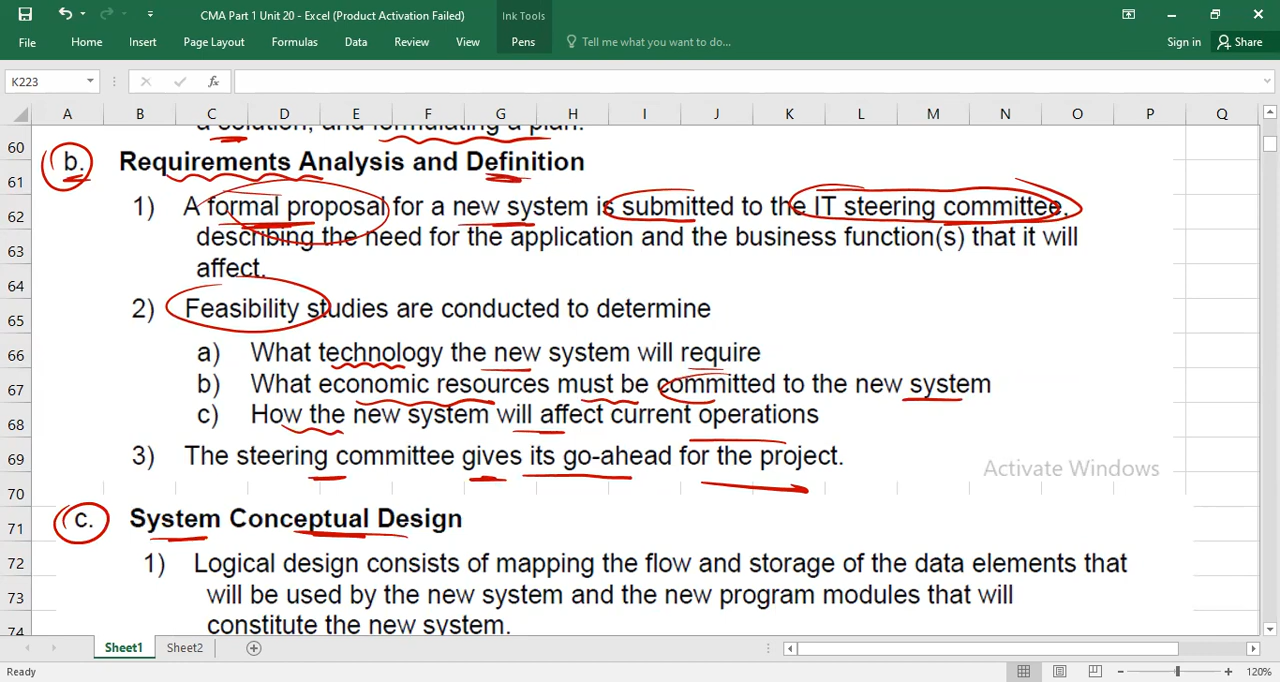 CMA Part 1 Unit 20 - Excel (Product Activation Failed)
Ink Tools
File Home Insert Page Layout Formulas Data Review View Pens Tell me what you want to do... Sign in Share
K223
fx
A B C D E F G H I J K L M N O P Q
60 a solution, and formulating a plan.
61 b. Requirements Analysis and Definition
62 1) A formal proposal for a new system is submitted to the IT steering committee,
63 describing the need for the application and the business function(s) that it will
64 affect.
65 2) Feasibility studies are conducted to determine
66 a) What technology the new system will require
67 b) What economic resources must be committed to the new system
68 c) How the new system will affect current operations
69 3) The steering committee gives its go-ahead for the project.
Activate Windows
70
71 c. System Conceptual Design
72 1) Logical design consists of mapping the flow and storage of the data elements that
73 will be used by the new system and the new program modules that will
74 constitute the new system.
Sheet1 Sheet2
Ready
120%